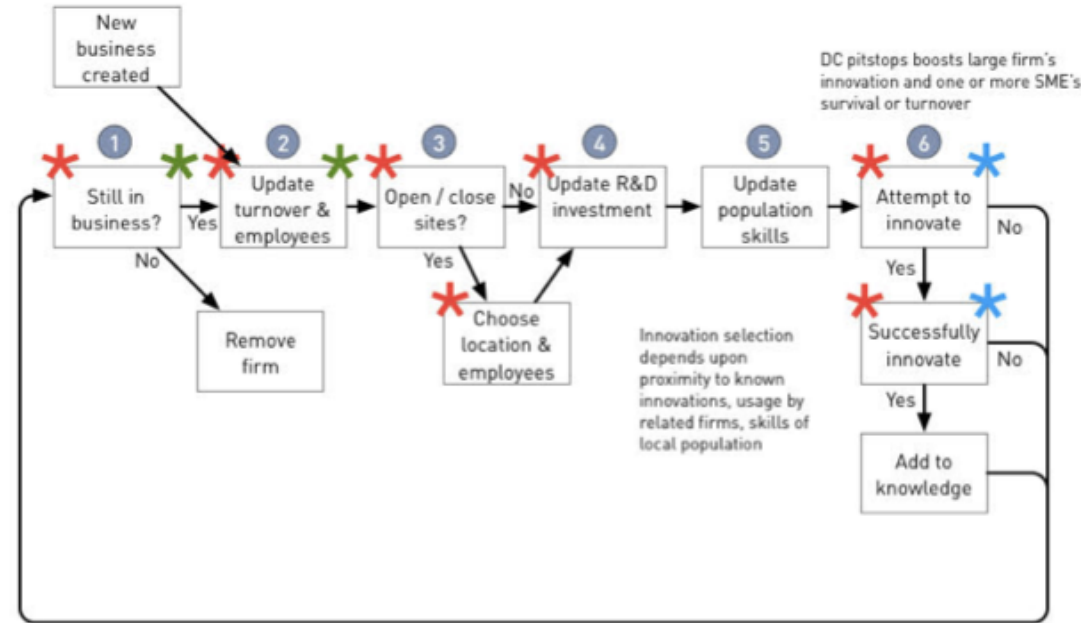 New
business
created
DC pitstops boosts large firm's
innovation and one or more SME's
survival or turnover
1
2
3
4
5
6
Still in
business?
Yes
No
Update
turnover &
employees
Open / close
sites?
No
Yes
Update R&D
investment
Update
population
skills
Attempt to
innovate
No
Yes
Remove
firm
Choose
location &
employees
Innovation selection
depends upon
proximity to known
innovations, usage by
related firms, skills of
local population
Successfully
innovate
No
Yes
Add to
knowledge